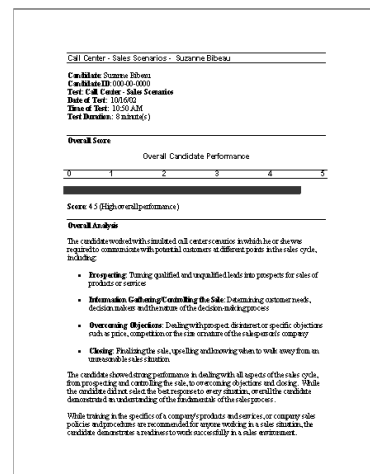 Call Center - Sales Scenarios - Suzanne Bibeau
Candidate: Suzanne Bibeau
Candidate ID: 000-00-0000
Test: Call Center - Sales Scenarios
Date of Test: 10/16/02
Time of Test: 10:50 AM
Test Duration: 8 minute(s)
Overall Score
Overall Candidate Performance
0 1 2 3 4 5
Score: 4.5 (High overall performance)
Overall Analysis
The candidate worked with simulated call center scenarios in which he or she was
required to communicate with potential customers at different points in the sales cycle,
including:
• Prospecting: Turning qualified and unqualified leads into prospects for sales of
products or services
• Information Gathering/Controlling the Sale: Determining customer needs,
decision makers and the nature of the decision-making process
• Overcoming Objections: Dealing with prospect disinterest or specific objections
such as price, competition or the size or nature of the salesperson's company
• Closing: Finalizing the sale, upselling and knowing when to walk away from an
unreasonable sales situation
The candidate showed strong performance in dealing with all aspects of the sales cycle,
from prospecting and controlling the sale, to overcoming objections and closing. While
the candidate did not select the best response to every situation, overall the candidate
demonstrated an understanding of the fundamentals of the sales process.
While training in the specifics of a company's products and services, or company sales
policies and procedures are recommended for anyone working in a sales situation, the
candidate demonstrates a readiness to work successfully in a sales environment.